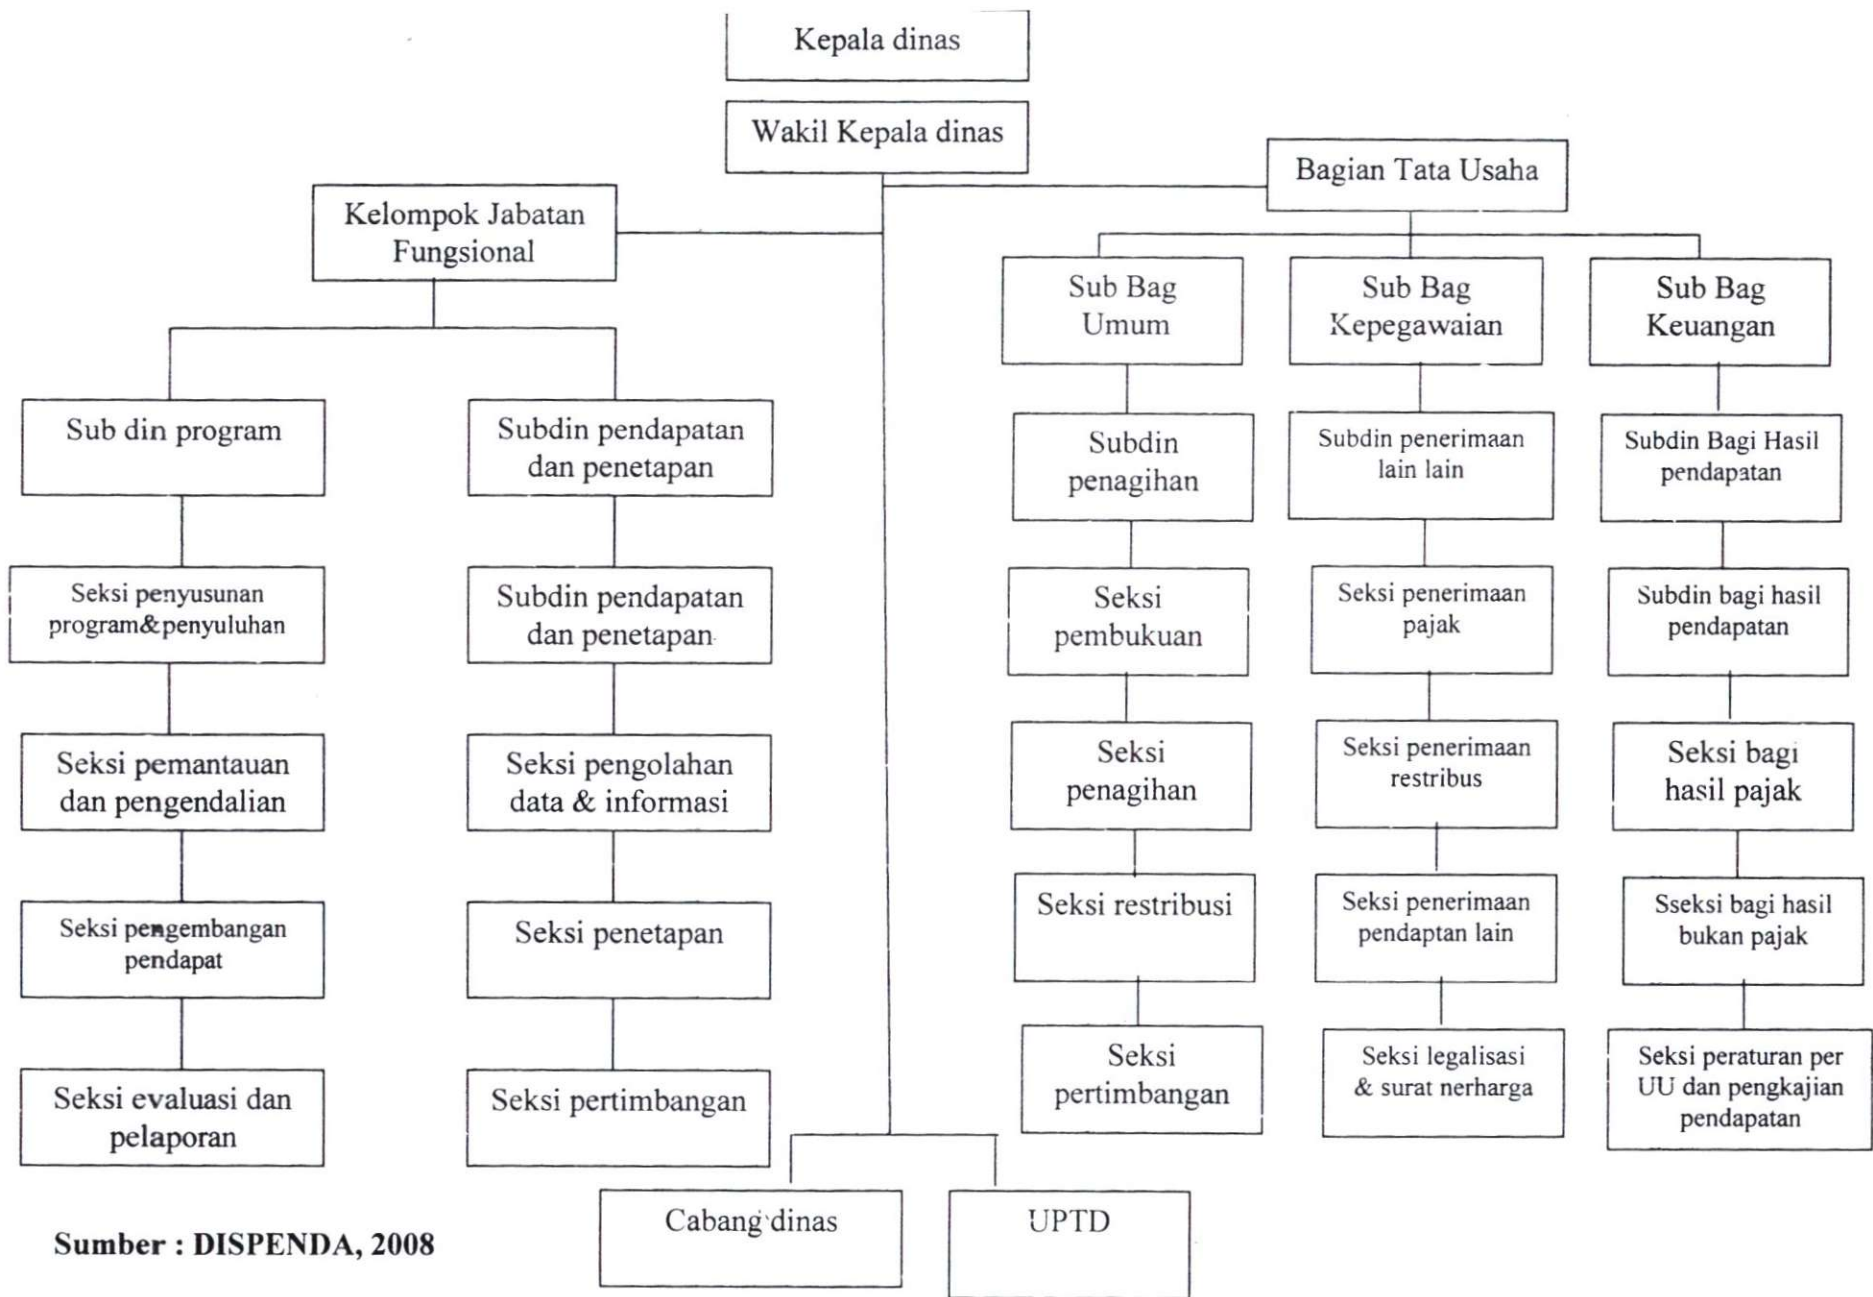 Kepala dinas
Wakil Kepala dinas
Bagian Tata Usaha
Kelompok Jabatan
Fungsional
Sub Bag
Umum
Sub Bag
Kepegawaian
Sub Bag
Keuangan
Sub din program
Subdin pendapatan
dan penetapan
Subdin
penagihan
Subdin penerimaan
lain lain
Subdin Bagi Hasil
pendapatan
Seksi penyusunan
program&penyuluhan
Subdin pendapatan
dan penetapan
Seksi
pembukuan
Seksi penerimaan
pajak
Subdin bagi hasil
pendapatan
Seksi pemantauan
dan pengendalian
Seksi pengolahan
data & informasi
Seksi
penagihan
Seksi penerimaan
restribus
Seksi bagi
hasil pajak
Seksi pengembangan
pendapat
Seksi penetapan
Seksi restribusi
Seksi penerimaan
pendaptan lain
Sseksi bagi hasil
bukan pajak
Seksi evaluasi dan
pelaporan
Seksi pertimbangan
Seksi
pertimbangan
Seksi legalisasi
& surat nerharga
Seksi peraturan per
UU dan pengkajian
pendapatan
Cabang dinas
UPTD
Sumber : DISPENDA, 2008